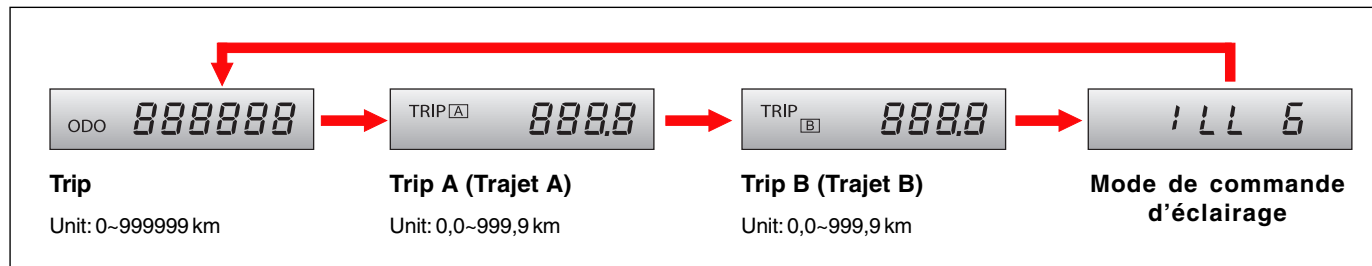 ODO 888888
TRIP A 888.8
TRIP B 888.8
ILL 6
Trip
Unit: 0~999999 km
Trip A (Trajet A)
Unit: 0,0~999,9 km
Trip B (Trajet B)
Unit: 0,0~999,9 km
Mode de commande
d'éclairage